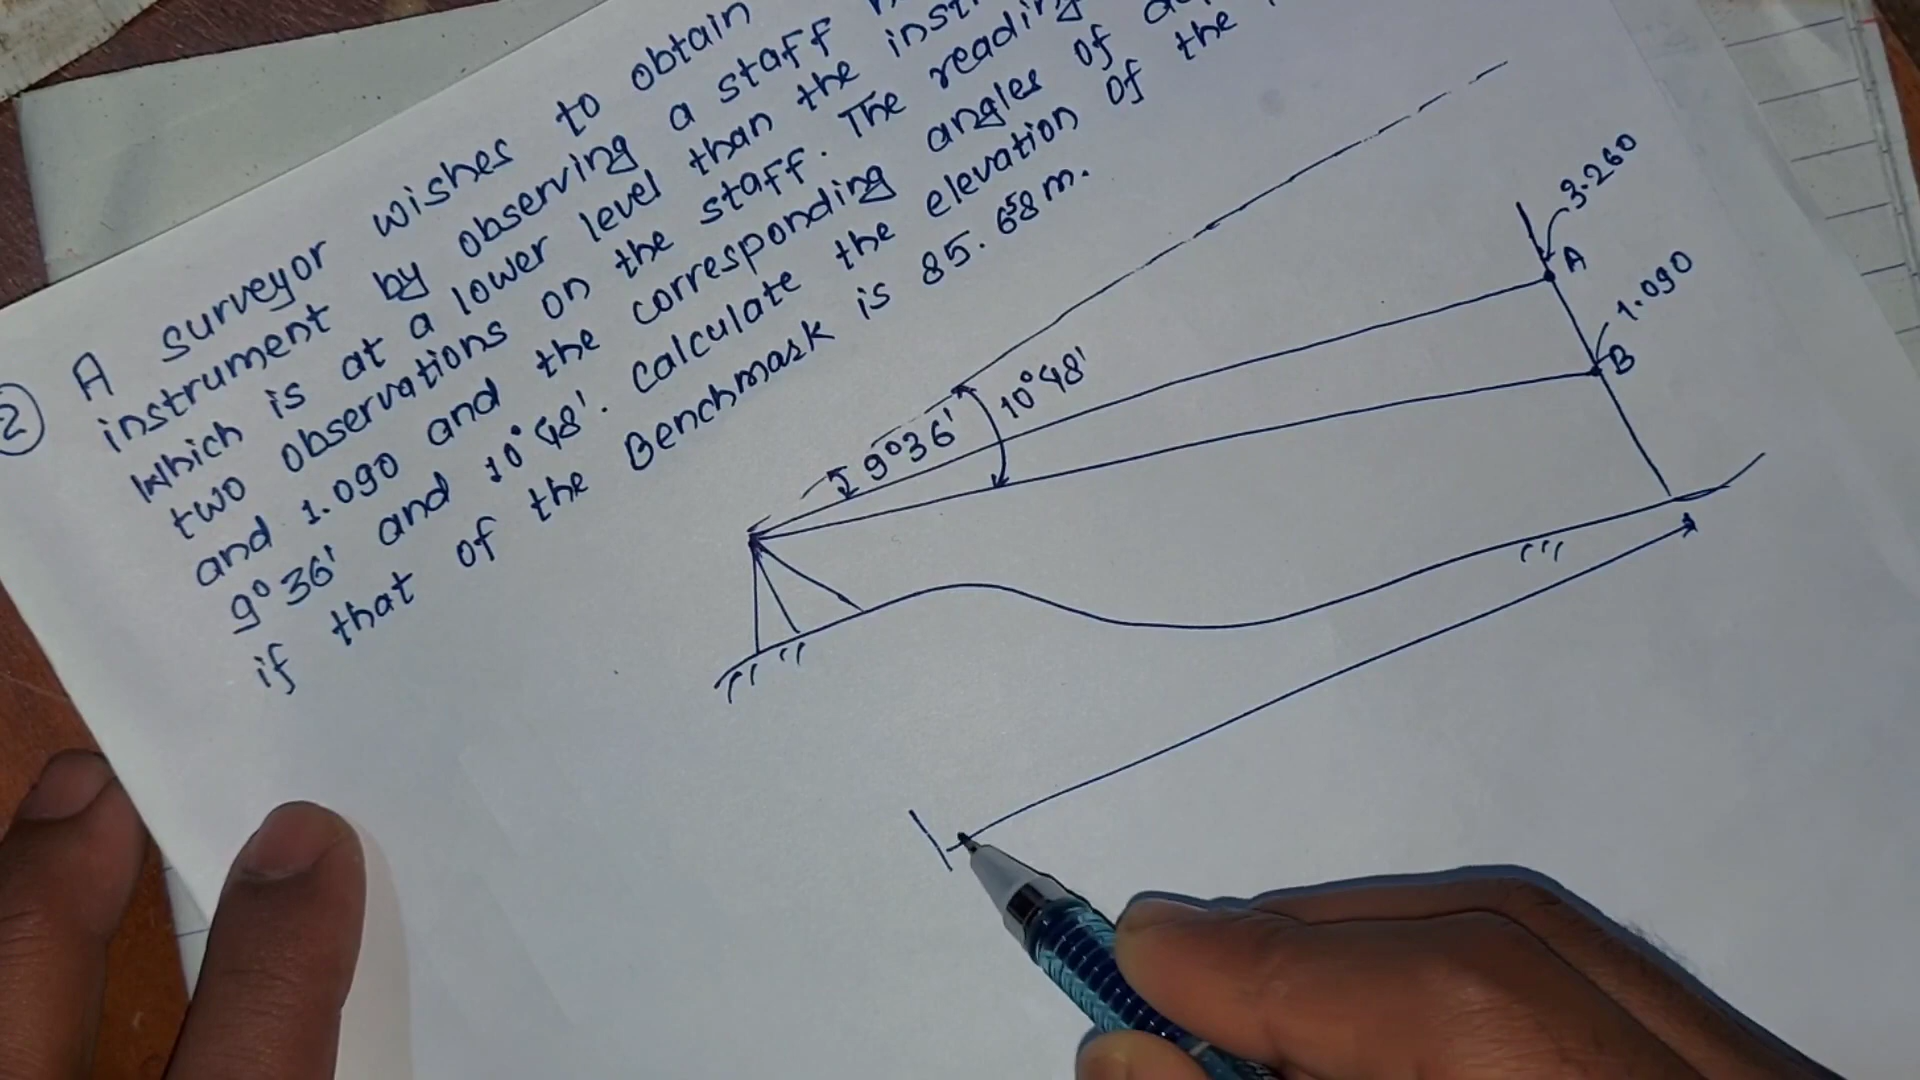 2
A surveyor wishes to obtain
instrument by observing a staff
which is at a lower level than the
two observations on the staff. The reading
and 1.090 and the corresponding angles of
9°36' and 10°48'. calculate the elevation of the
if that of the Benchmark is 85.658m.
3.260
A
1.090
B
10°48'
9°36'